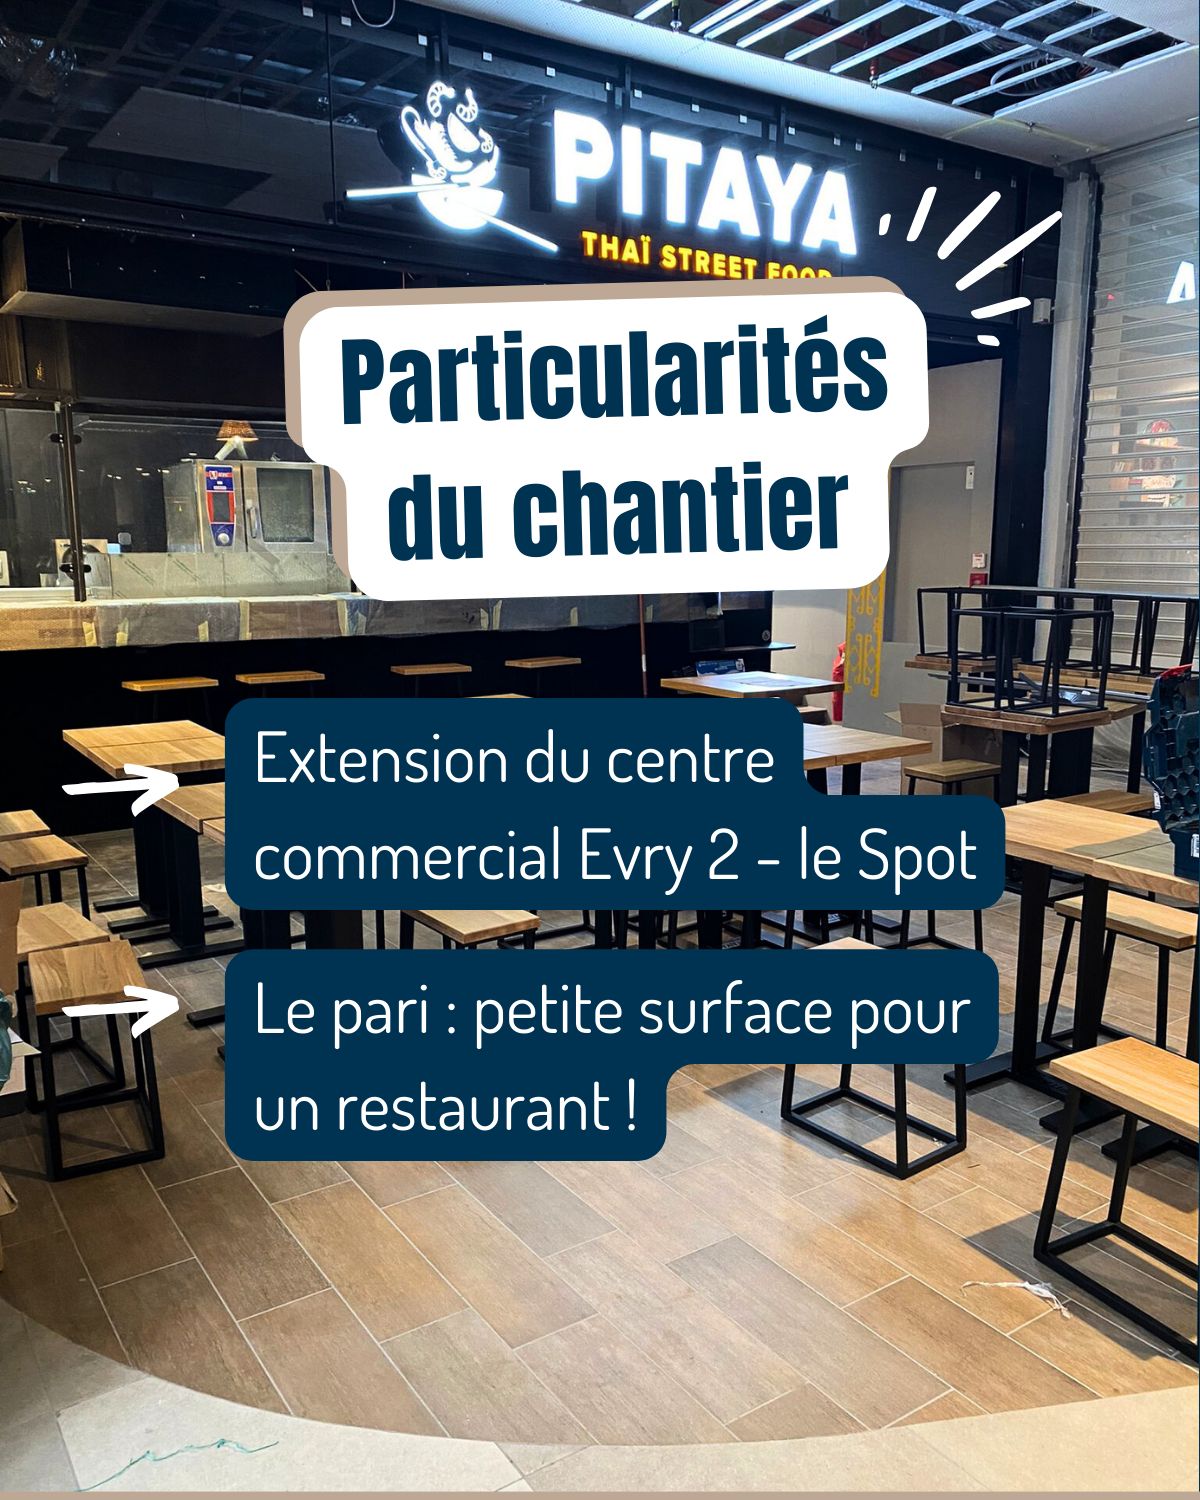 PITAYA
THAÏ STREET FOOD
Particularités
du chantier
Extension du centre
commercial Evry 2 - le Spot
Le pari : petite surface pour
un restaurant !